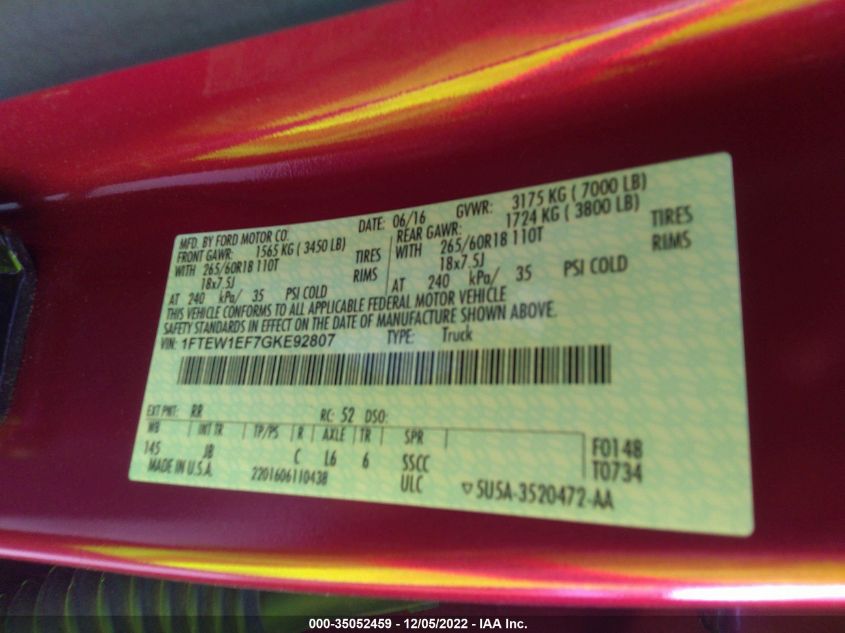 MFD. BY FORD MOTOR CO.
DATE: 06/16 GVWR: 3175 KG ( 7000 LB)
FRONT GAWR: 1565 KG ( 3450 LB)
REAR GAWR: 1724 KG ( 3800 LB)
WITH 265/60R18 110T TIRES
WITH 265/60R18 110T TIRES
18x7.5J RIMS
18x7.5J RIMS
AT 240 kPa/ 35 PSI COLD
AT 240 kPa/ 35 PSI COLD
THIS VEHICLE CONFORMS TO ALL APPLICABLE FEDERAL MOTOR VEHICLE
SAFETY STANDARDS IN EFFECT ON THE DATE OF MANUFACTURE SHOWN ABOVE.
VIN: 1FTEW1EF7GKE92807 TYPE: Truck
EXT PNT: RR RC: 52 DSO:
WB INT TR TP/PS R AXLE TR SPR
145 JB C L6 6 SSCC
F0148
T0734
MADE IN U.S.A. 2201606110438 ULC
5U5A-3520472-AA
000-35052459 - 12/05/2022 - IAA Inc.